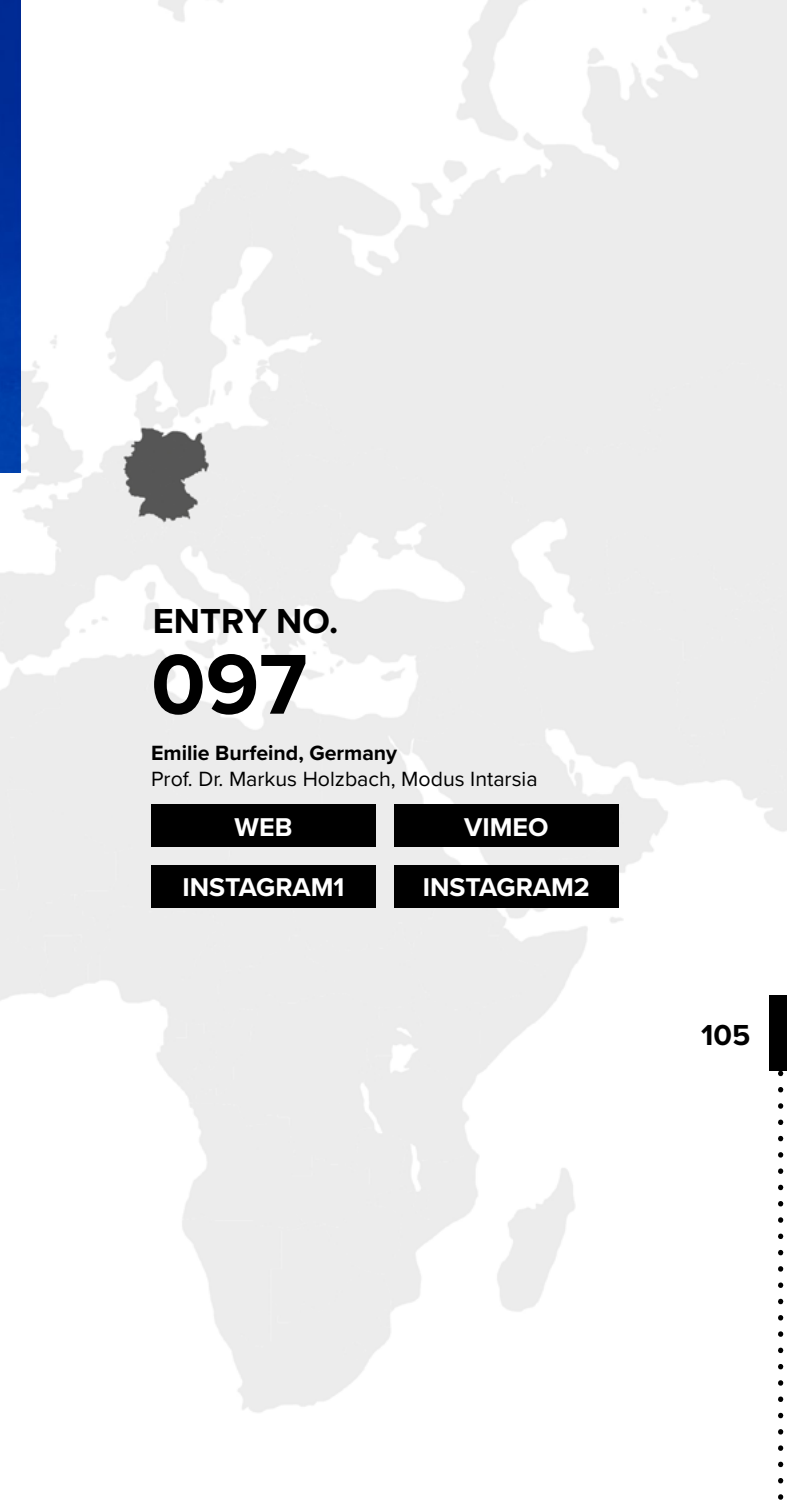 ENTRY NO.
097
Emilie Burfeind, Germany
Prof. Dr. Markus Holzbach, Modus Intarsia
WEB
VIMEO
INSTAGRAM1
INSTAGRAM2
105